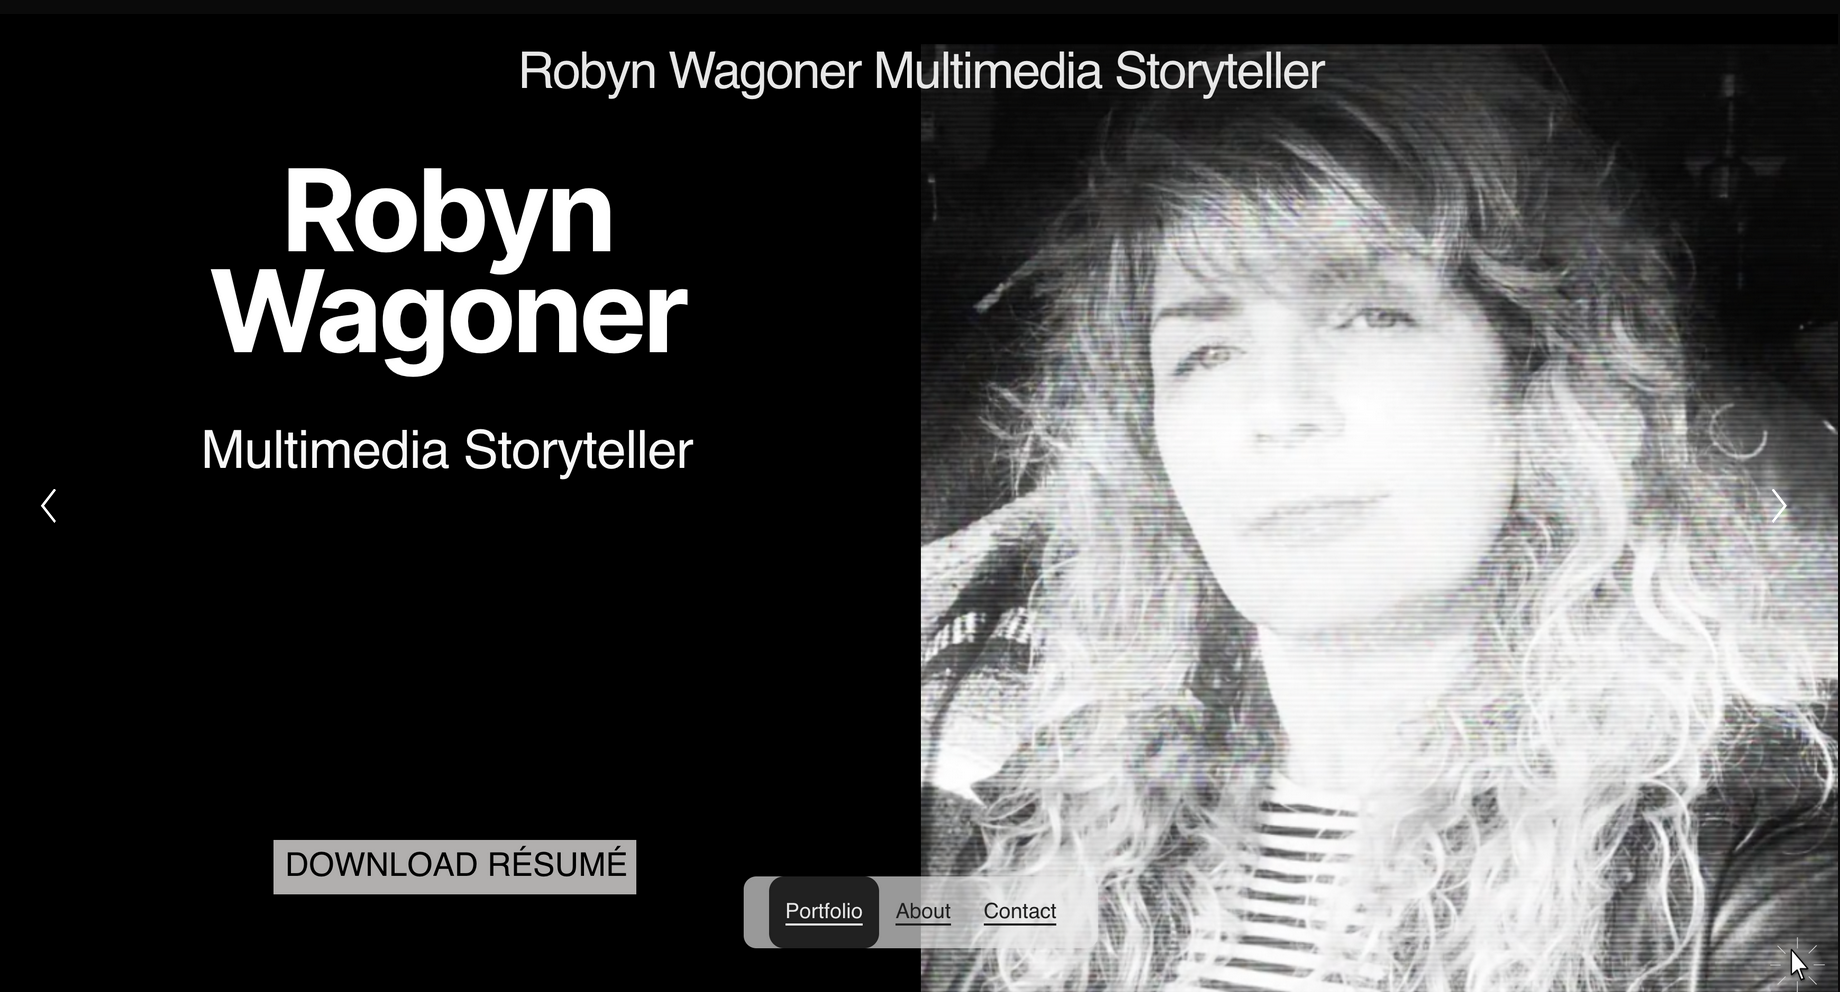 Robyn Wagoner Multimedia Storyteller
Robyn
Wagoner
Multimedia Storyteller
DOWNLOAD RÉSUMÉ
Portfolio About Contact